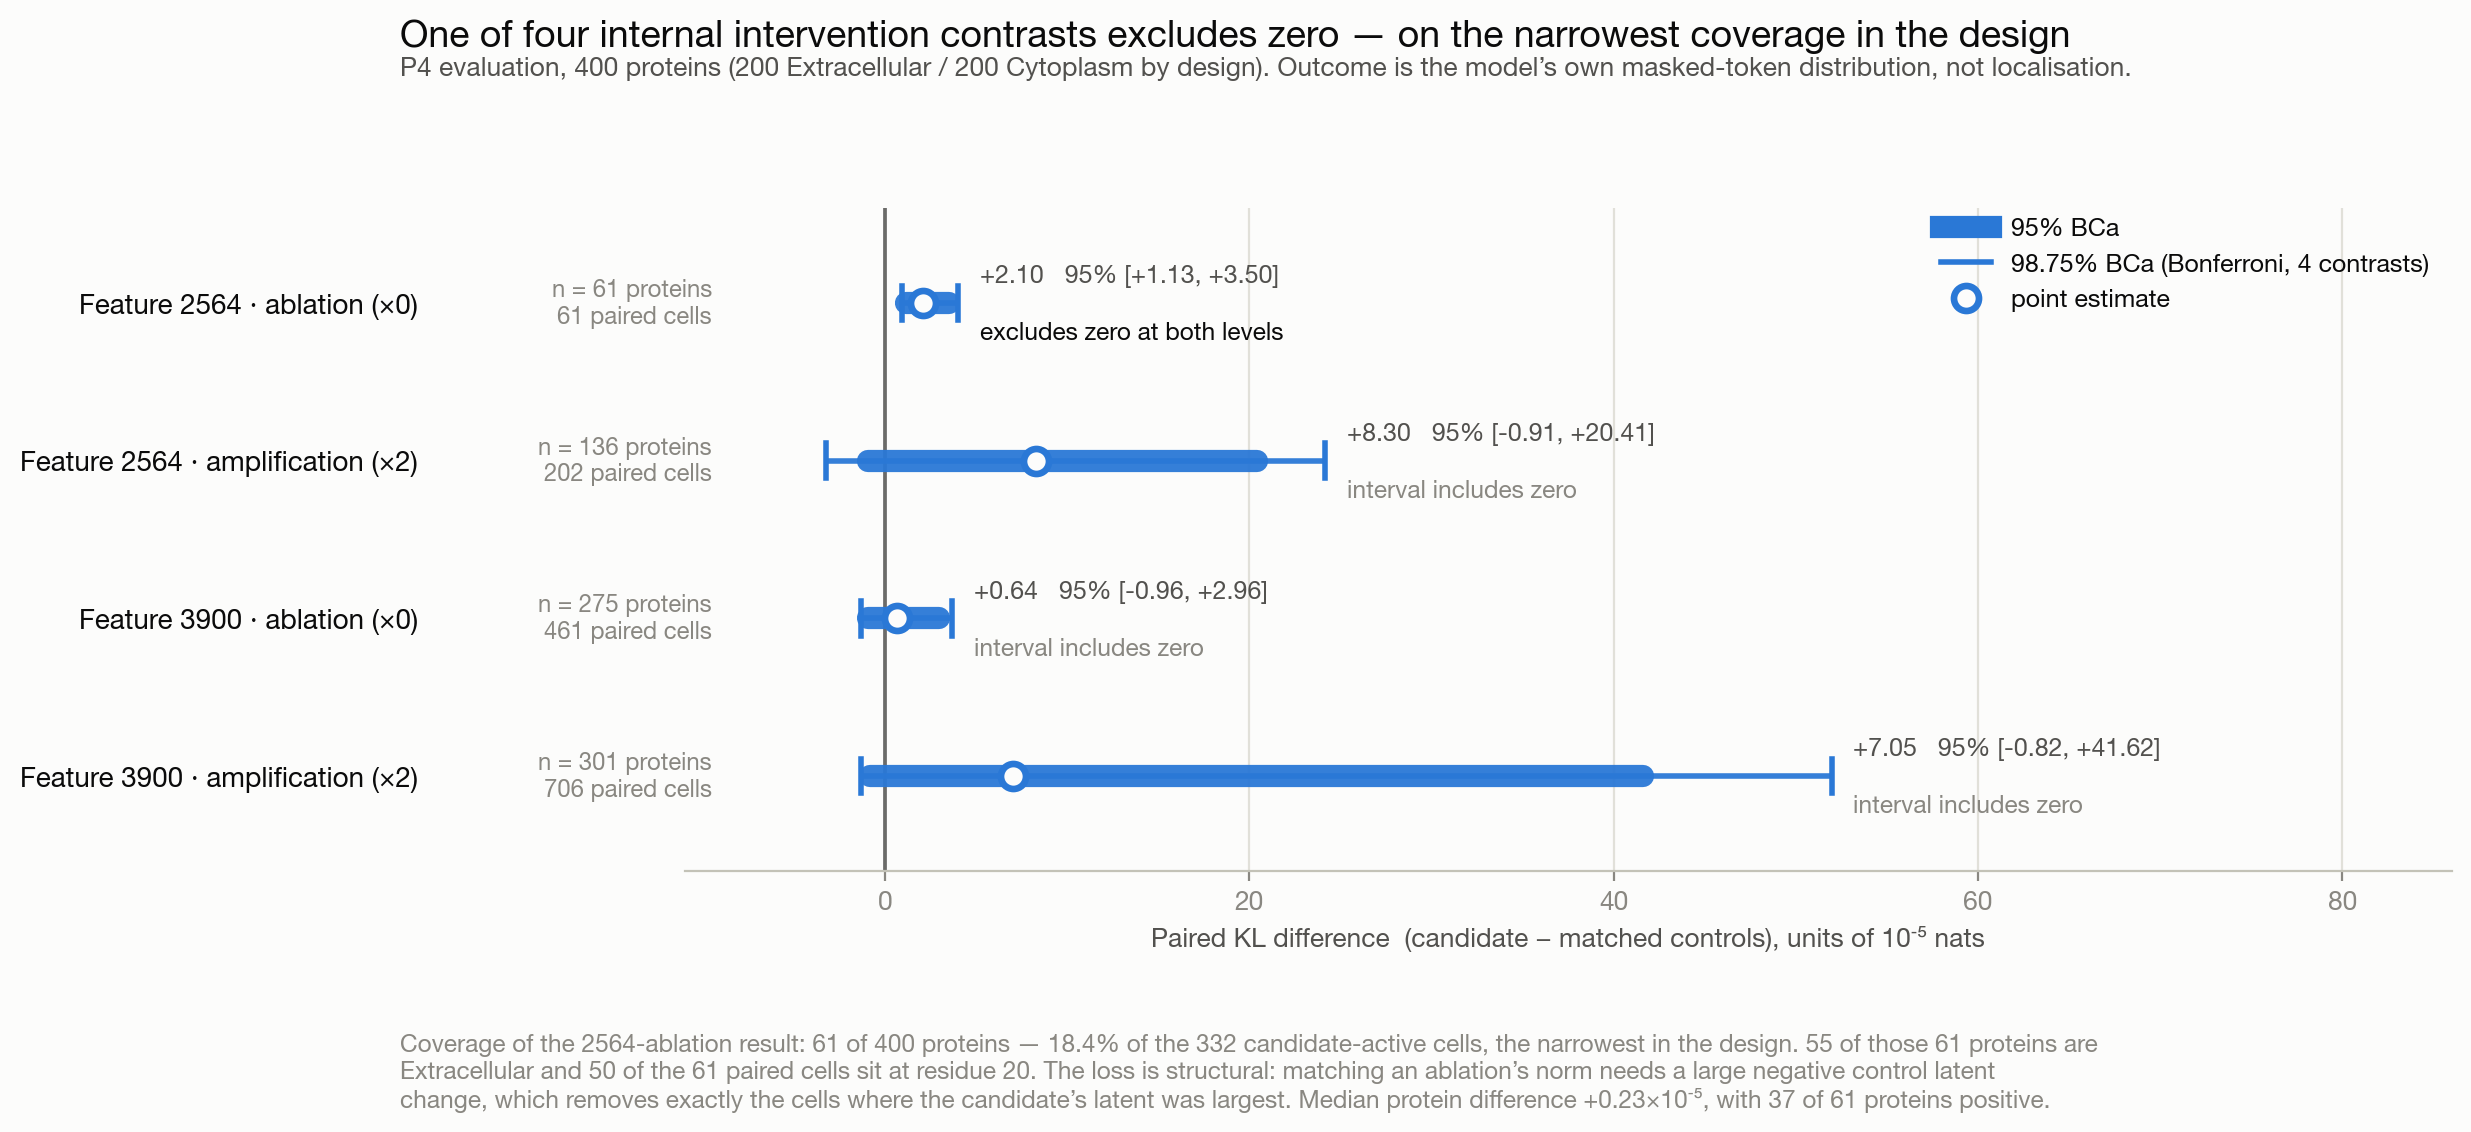 One of four internal intervention contrasts excludes zero — on the narrowest coverage in the design
P4 evaluation, 400 proteins (200 Extracellular / 200 Cytoplasm by design). Outcome is the model’s own masked-token distribution, not localisation.
95% BCa
98.75% BCa (Bonferroni, 4 contrasts)
point estimate
Feature 2564 · ablation (×0)
n = 61 proteins
61 paired cells
+2.10 95% [+1.13, +3.50]
excludes zero at both levels
Feature 2564 · amplification (×2)
n = 136 proteins
202 paired cells
+8.30 95% [-0.91, +20.41]
interval includes zero
Feature 3900 · ablation (×0)
n = 275 proteins
461 paired cells
+0.64 95% [-0.96, +2.96]
interval includes zero
Feature 3900 · amplification (×2)
n = 301 proteins
706 paired cells
+7.05 95% [-0.82, +41.62]
interval includes zero
0 20 40 60 80
Paired KL difference (candidate – matched controls), units of 10⁻⁵ nats
Coverage of the 2564-ablation result: 61 of 400 proteins — 18.4% of the 332 candidate-active cells, the narrowest in the design. 55 of those 61 proteins are
Extracellular and 50 of the 61 paired cells sit at residue 20. The loss is structural: matching an ablation’s norm needs a large negative control latent
change, which removes exactly the cells where the candidate’s latent was largest. Median protein difference +0.23×10⁻⁵, with 37 of 61 proteins positive.